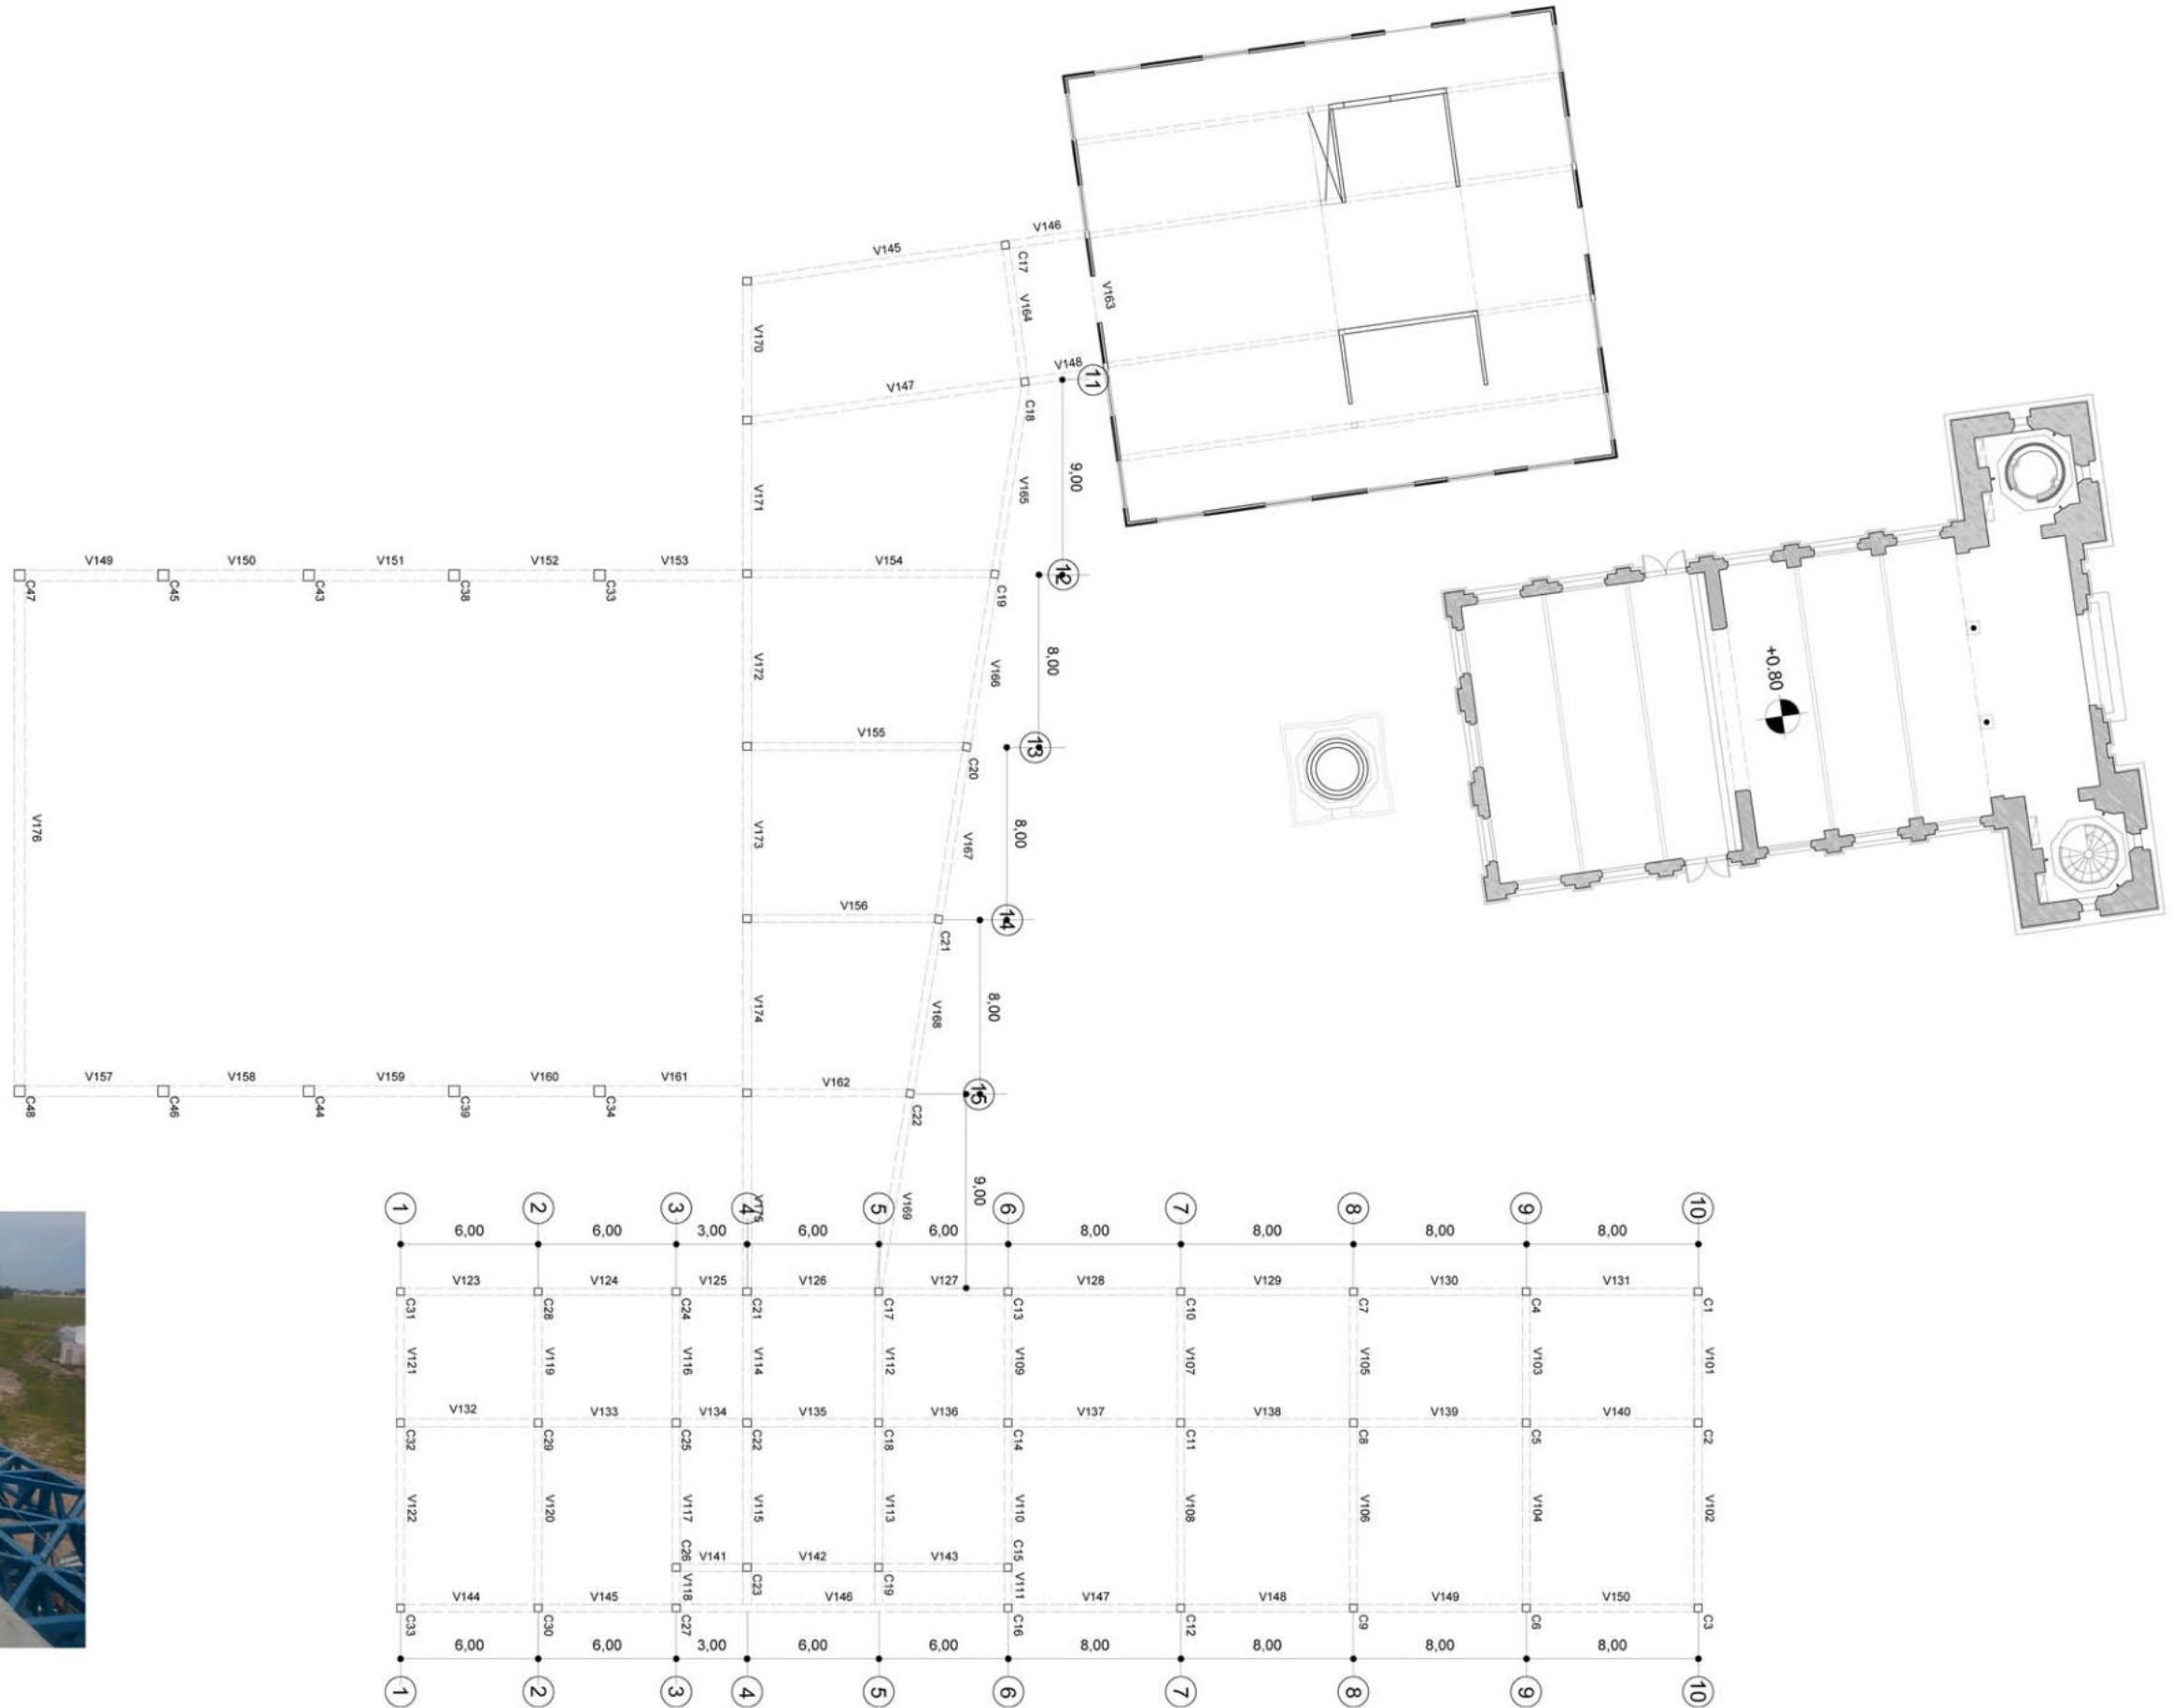 V146
V145
C17
V164
V163
V170
V148
11
V147
C18
9,00
V165
V171
V149 V150 V151 V152 V153 V154
12
C47 C45 C43 C38 C33 C19
8,00
+0.80
V172
V166
V155
13
C20
V176
V173
V167
8,00
V156
14
C21
V174
V168
8,00
V157 V158 V159 V160 V161 V162
15
C48 C46 C44 C39 C34 C22
9,00
V175
V169
1 2 3 4 5 6 7 8 9 10
6,00 6,00 3,00 6,00 6,00 8,00 8,00 8,00 8,00
V123 V124 V125 V126 V127 V128 V129 V130 V131
C31 C28 C24 C21 C17 C13 C10 C7 C4 C1
V121 V119 V116 V114 V112 V109 V107 V105 V103 V101
V132 V133 V134 V135 V136 V137 V138 V139 V140
C32 C29 C25 C22 C18 C14 C11 C8 C5 C2
V122 V120 V117 V115 V113 V110 V108 V106 V104 V102
C26 V141 V142 V143 C15
V118 C23 C19 V111
V144 V145 V146 V147 V148 V149 V150
C33 C30 C27 C16 C12 C9 C6 C3
6,00 6,00 3,00 6,00 6,00 8,00 8,00 8,00 8,00
1 2 3 4 5 6 7 8 9 10